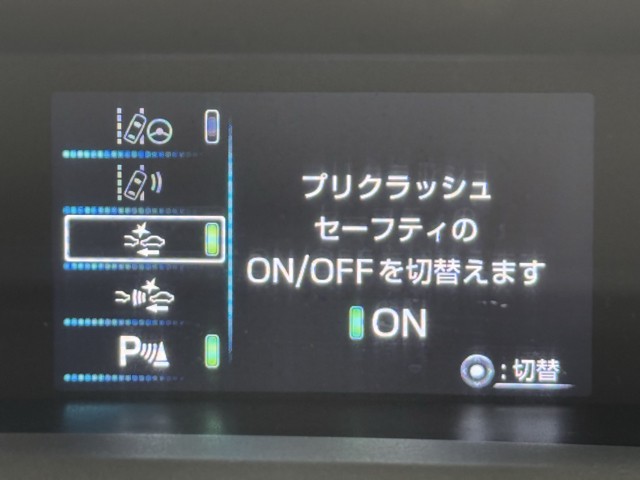 プリクラッシュ
セーフティの
ON/OFFを切替えます
ON
P
:切替